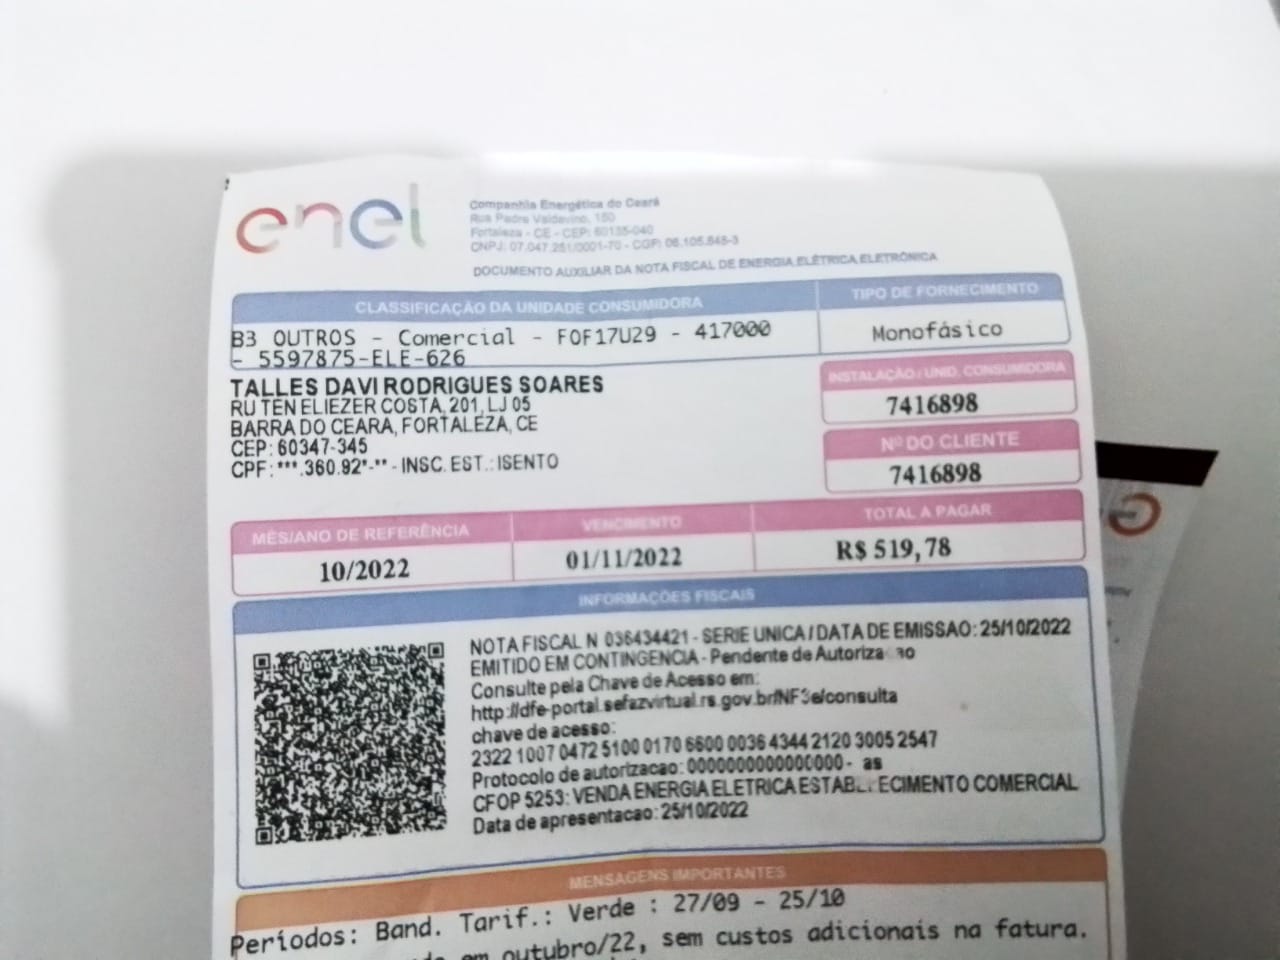 enel
Companhia Energética do Ceará
Rua Padre Valdevino, 150
Fortaleza - CE - CEP: 60135-040
CNPJ: 07.047.251/0001-70 - CGF: 06.105.848-3
DOCUMENTO AUXILIAR DA NOTA FISCAL DE ENERGIA ELÉTRICA ELETRÔNICA
CLASSIFICAÇÃO DA UNIDADE CONSUMIDORA
TIPO DE FORNECIMENTO
B3 OUTROS - Comercial - F0F17U29 - 417000
- 5597875-ELE-626
Monofásico
TALLES DAVI RODRIGUES SOARES
RU TEN ELIEZER COSTA, 201, LJ 05
BARRA DO CEARA, FORTALEZA, CE
CEP: 60347-345
CPF: ***.360.92*-** - INSC. EST.: ISENTO
INSTALAÇÃO / UNID. CONSUMIDORA
7416898
Nº DO CLIENTE
7416898
MÊS/ANO DE REFERÊNCIA
VENCIMENTO
TOTAL A PAGAR
10/2022
01/11/2022
R$ 519,78
INFORMAÇÕES FISCAIS
NOTA FISCAL N 036434421 - SERIE UNICA / DATA DE EMISSAO: 25/10/2022
EMITIDO EM CONTINGENCIA - Pendente de Autorizacao
Consulte pela Chave de Acesso em:
http://dfe-portal.sefazvirtual.rs.gov.br/NF3e/consulta
chave de acesso:
2322 1007 0472 5100 0170 6600 0036 4344 2120 3005 2547
Protocolo de autorizacao: 0000000000000000 - as
CFOP 5253: VENDA ENERGIA ELETRICA ESTABELECIMENTO COMERCIAL
Data de apresentacao: 25/10/2022
MENSAGENS IMPORTANTES
Períodos: Band. Tarif.: Verde : 27/09 - 25/10
em outubro/22, sem custos adicionais na fatura.